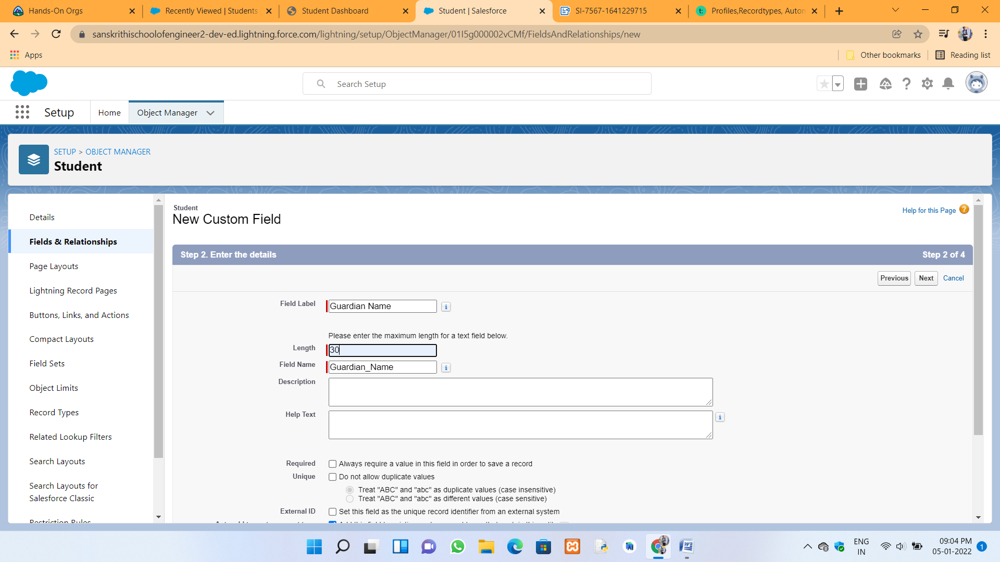 Hands-On Orgs
Recently Viewed | Students
Student Dashboard
Student | Salesforce
SI-7567-1641229715
Profiles,Recordtypes, Autom
sanskrithischoolofengineer2-dev-ed.lightning.force.com/lightning/setup/ObjectManager/01I5g000002vCMf/FieldsAndRelationships/new
Apps
Other bookmarks
Reading list
Search Setup
Setup
Home
Object Manager
SETUP > OBJECT MANAGER
Student
Details
Fields & Relationships
Page Layouts
Lightning Record Pages
Buttons, Links, and Actions
Compact Layouts
Field Sets
Object Limits
Record Types
Related Lookup Filters
Search Layouts
Search Layouts for
Salesforce Classic
Restriction Rules
Student
New Custom Field
Help for this Page
Step 2. Enter the details
Step 2 of 4
Previous
Next
Cancel
Field Label
Guardian Name
Please enter the maximum length for a text field below.
Length
30
Field Name
Guardian_Name
Description
Help Text
Required
Always require a value in this field in order to save a record
Unique
Do not allow duplicate values
Treat "ABC" and "abc" as duplicate values (case insensitive)
Treat "ABC" and "abc" as different values (case sensitive)
External ID
Set this field as the unique record identifier from an external system
ENG
IN
09:04 PM
05-01-2022
1